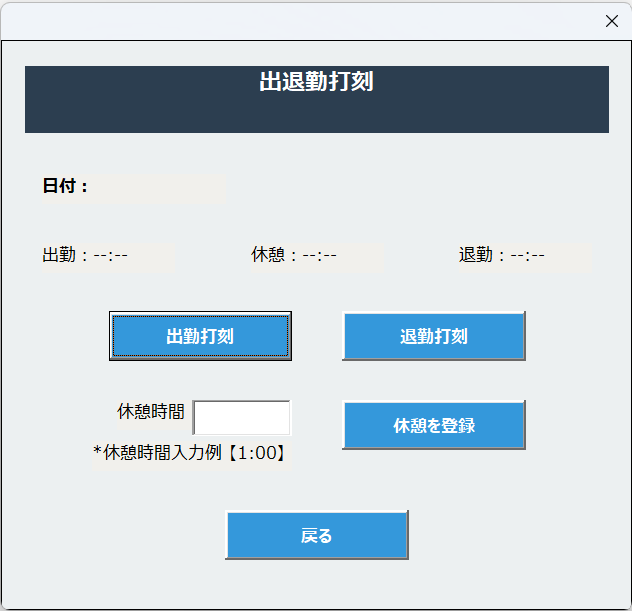 出退勤打刻
日付：
出勤：--:-- 休憩：--:-- 退勤：--:--
出勤打刻 退勤打刻
休憩時間 休憩を登録
*休憩時間入力例【1:00】
戻る